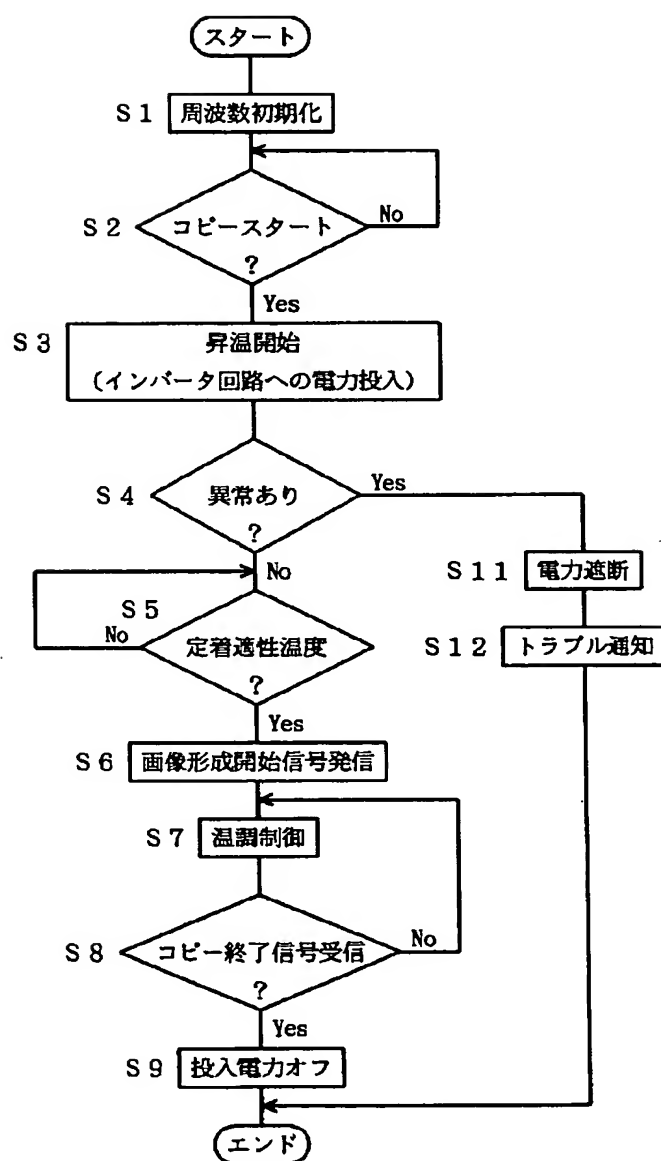 スタート
S1 周波数初期化
S2 コピースタート
?
No
Yes
S3 昇温開始
(インバータ回路への電力投入)
S4 異常あり
?
Yes
No
S11 電力遮断
S12 トラブル通知
S5
No
定着適性温度
?
Yes
S6 画像形成開始信号発信
S7 温調制御
S8 コピー終了信号受信
?
No
Yes
S9 投入電力オフ
エンド